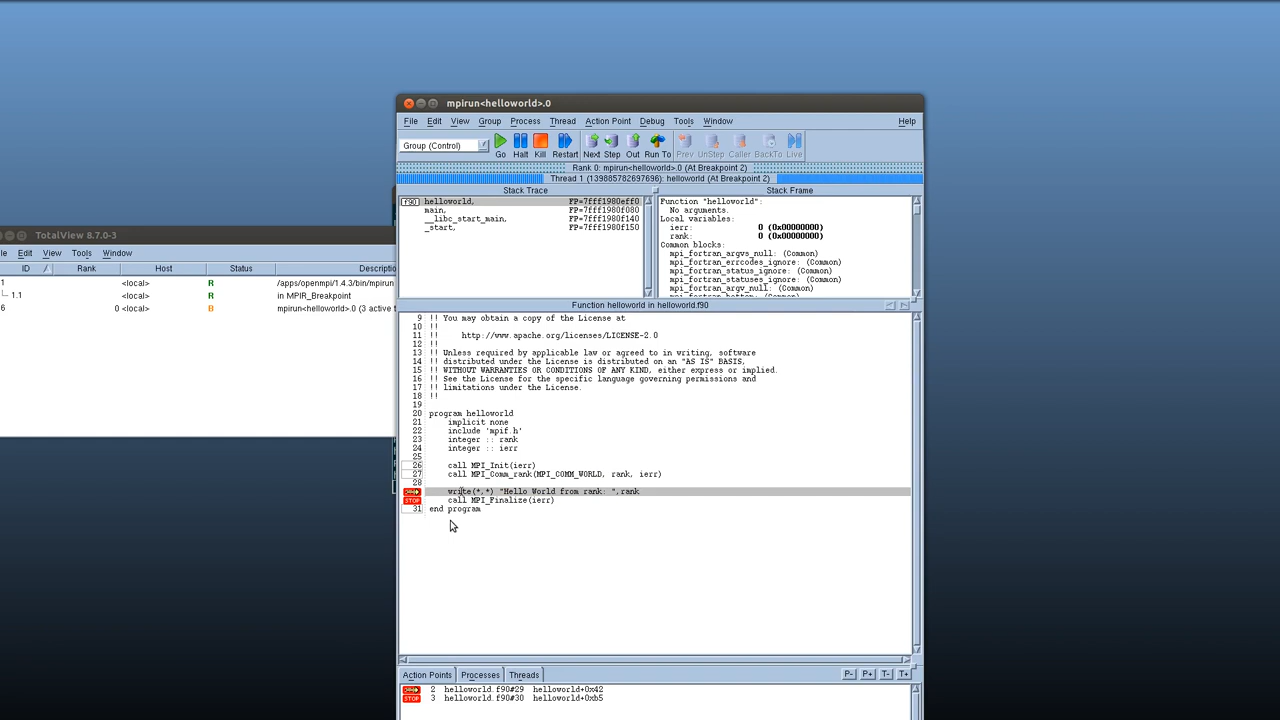 mpirun<helloworld>.0
File Edit View Group Process Thread Action Point Debug Tools Window Help
Group (Control) Go Halt Kill Restart Next Step Out Run To Prev UnStep Caller BackTo Live
Rank 0: mpirun<helloworld>.0 (At Breakpoint 2)
Thread 1 (139885782697696): helloworld (At Breakpoint 2)
Stack Trace
f90 helloworld, FP=7fff1980eff0
main, FP=7fff1980f080
__libc_start_main, FP=7fff1980f140
_start, FP=7fff1980f150
Stack Frame
Function "helloworld":
No arguments.
Local variables:
ierr: 0 (0x00000000)
rank: 0 (0x00000000)
Common blocks:
mpi_fortran_argvs_null: (Common)
mpi_fortran_errcodes_ignore: (Common)
mpi_fortran_status_ignore: (Common)
mpi_fortran_statuses_ignore: (Common)
mpi_fortran_argv_null: (Common)
TotalView 8.7.0-3
le Edit View Tools Window
ID / Rank Host Status Descriptio
1 <local> R /apps/openmpi/1.4.3/bin/mpirun
1.1 <local> R in MPIR_Breakpoint
6 0 <local> B mpirun<helloworld>.0 (3 active t
Function helloworld in helloworld.f90
9 !! You may obtain a copy of the License at
10 !!
11 !! http://www.apache.org/licenses/LICENSE-2.0
12 !!
13 !! Unless required by applicable law or agreed to in writing, software
14 !! distributed under the License is distributed on an "AS IS" BASIS,
15 !! WITHOUT WARRANTIES OR CONDITIONS OF ANY KIND, either express or implied.
16 !! See the License for the specific language governing permissions and
17 !! limitations under the License.
18 !!
19
20 program helloworld
21 implicit none
22 include 'mpif.h'
23 integer :: rank
24 integer :: ierr
25
26 call MPI_Init(ierr)
27 call MPI_Comm_rank(MPI_COMM_WORLD, rank, ierr)
28
write(*,*) "Hello World from rank: ",rank
STOP call MPI_Finalize(ierr)
31 end program
Action Points Processes Threads P- P+ T- T+
2 helloworld.f90#29 helloworld+0x42
STOP 3 helloworld.f90#30 helloworld+0xb5